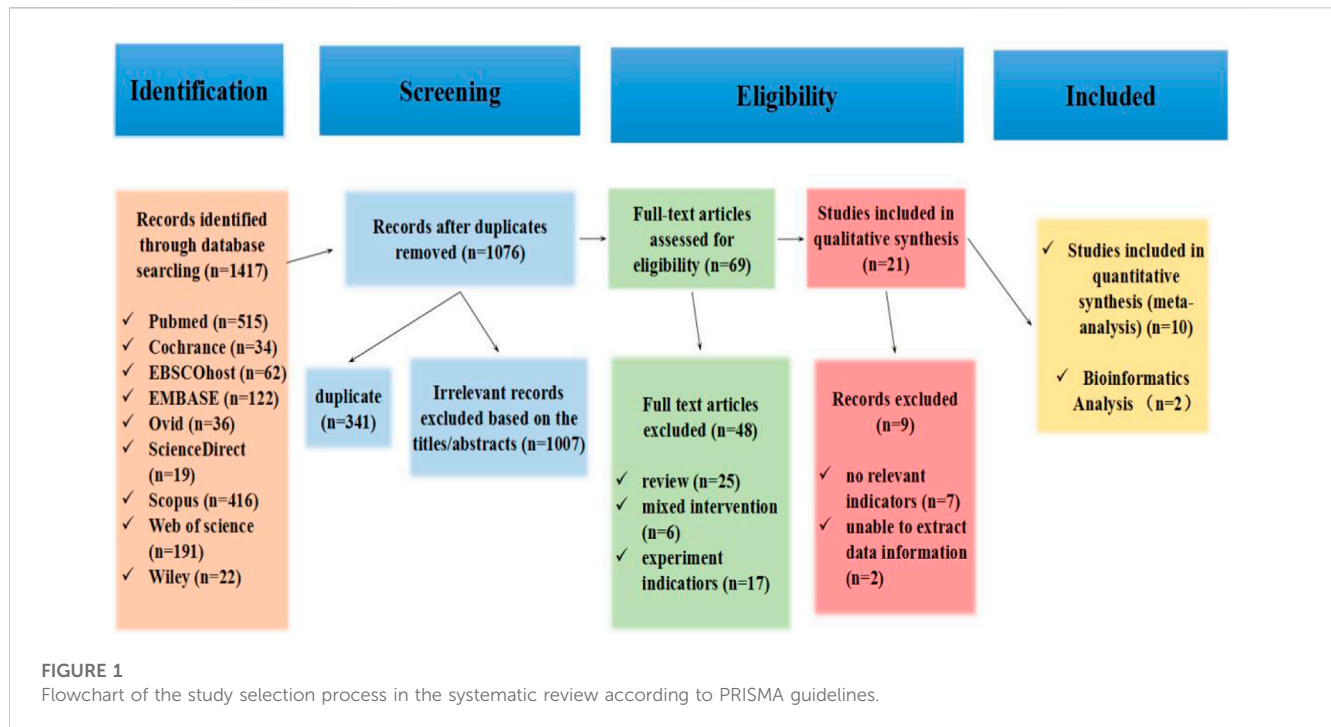 Identification
Screening
Eligibility
Included
Records identified
through database
searching (n=1417)
✓ Pubmed (n=515)
✓ Cochrance (n=34)
✓ EBSCOhost (n=62)
✓ EMBASE (n=122)
✓ Ovid (n=36)
✓ ScienceDirect
(n=19)
✓ Scopus (n=416)
✓ Web of science
(n=191)
✓ Wiley (n=22)
Records after duplicates
removed (n=1076)
duplicate
(n=341)
Irrelevant records
excluded based on the
titles/abstracts (n=1007)
Full-text articles
assessed for
eligibility (n=69)
Full text articles
excluded (n=48)
✓ review (n=25)
✓ mixed intervention
(n=6)
✓ experiment
indicatiors (n=17)
Studies included in
qualitative synthesis
(n=21)
Records excluded
(n=9)
✓ no relevant
indicators (n=7)
✓ unable to extract
data information
(n=2)
✓ Studies included in
quantitative
synthesis (meta-
analysis) (n=10)
✓ Bioinformatics
Analysis （n=2）
FIGURE 1
Flowchart of the study selection process in the systematic review according to PRISMA guidelines.